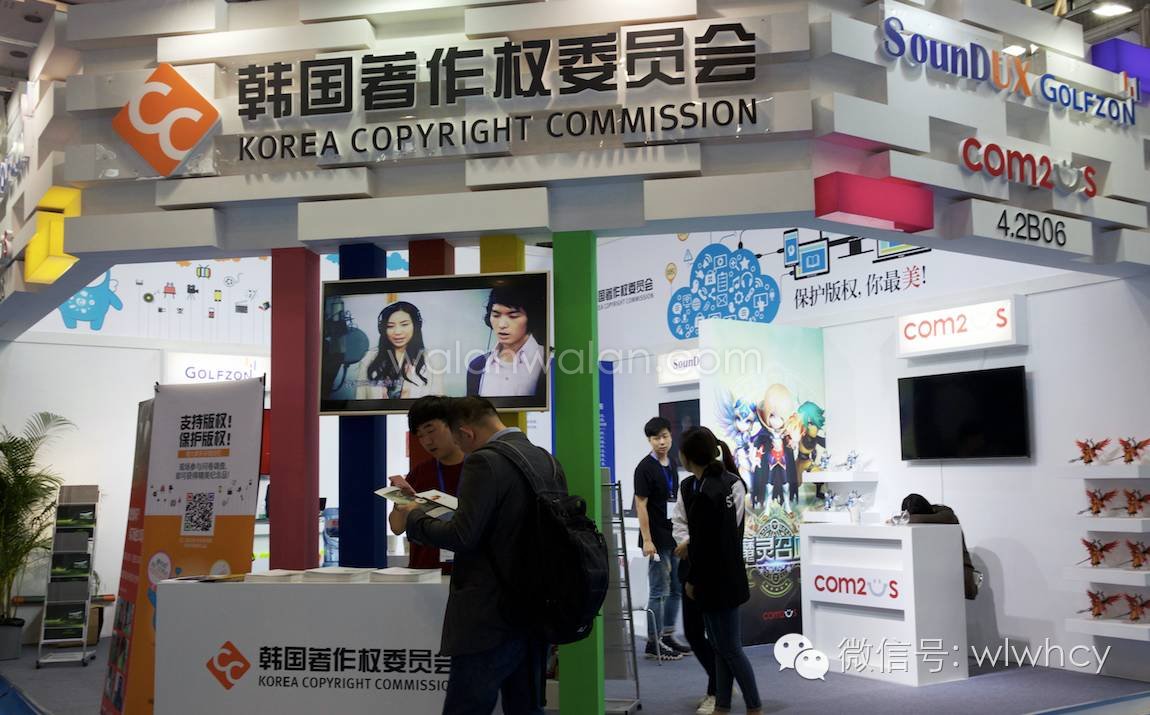 韩国著作权委员会
KOREA COPYRIGHT COMMISSION
SounDUX
GOLFZON
com2us
4.2B06
保护版权,你最美!
com2us
GOLFZON
支持版权!
保护版权!
walanwalan.com
SounDUX
com2us
com2us
韩国著作权委员会
KOREA COPYRIGHT COMMISSION
微信号: wlwhcy